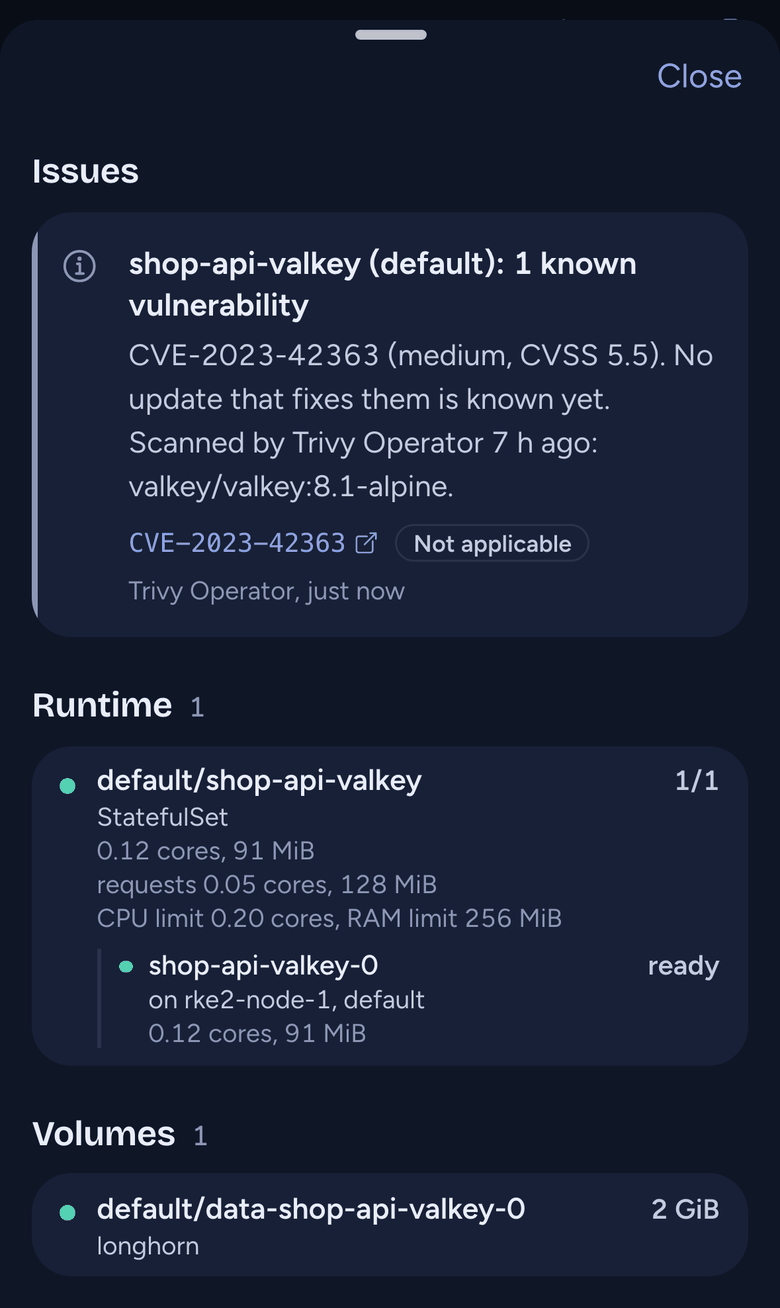 Close
Issues
shop-api-valkey (default): 1 known
vulnerability
CVE-2023-42363 (medium, CVSS 5.5). No
update that fixes them is known yet.
Scanned by Trivy Operator 7 h ago:
valkey/valkey:8.1-alpine.
CVE-2023-42363 Not applicable
Trivy Operator, just now
Runtime 1
default/shop-api-valkey 1/1
StatefulSet
0.12 cores, 91 MiB
requests 0.05 cores, 128 MiB
CPU limit 0.20 cores, RAM limit 256 MiB
shop-api-valkey-0 ready
on rke2-node-1, default
0.12 cores, 91 MiB
Volumes 1
default/data-shop-api-valkey-0 2 GiB
longhorn